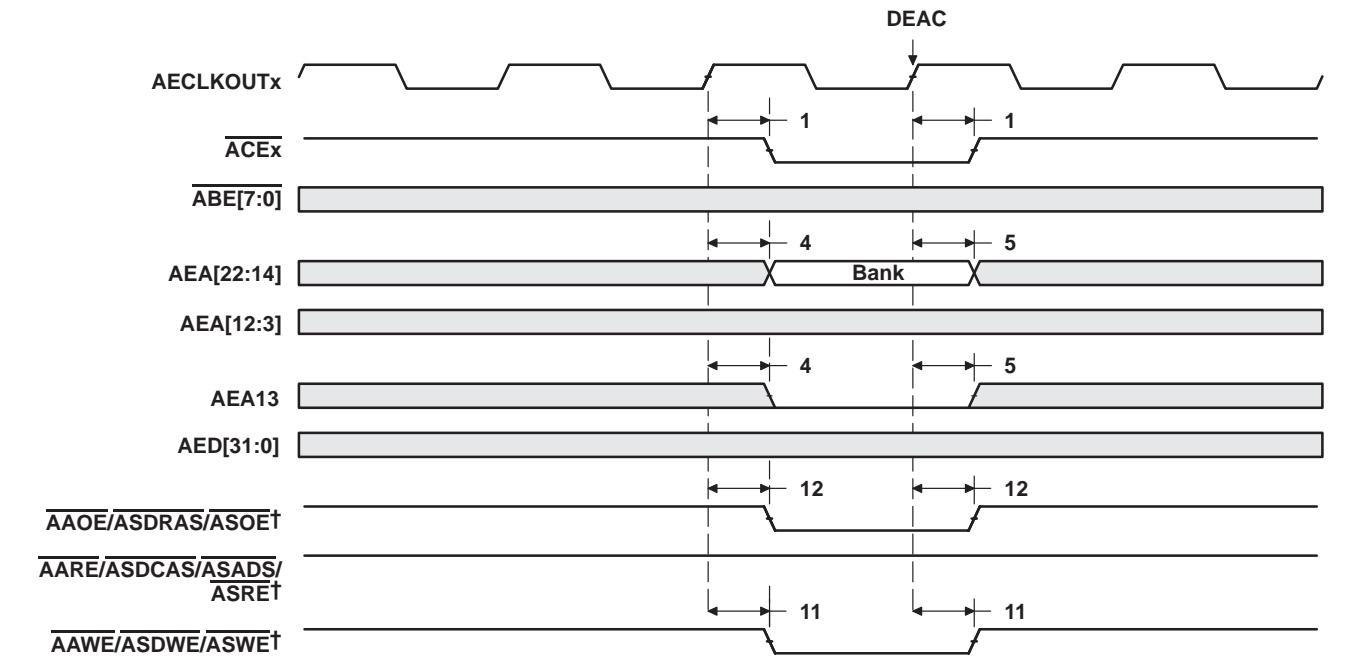 DEAC
AECLKOUTx
1 1
ACEx
ABE[7:0]
4 5
AEA[22:14] Bank
AEA[12:3]
4 5
AEA13
AED[31:0]
12 12
AAOE/ASDRAS/ASOE†
AARE/ASDCAS/ASADS/
ASRE†
11 11
AAWE/ASDWE/ASWE†